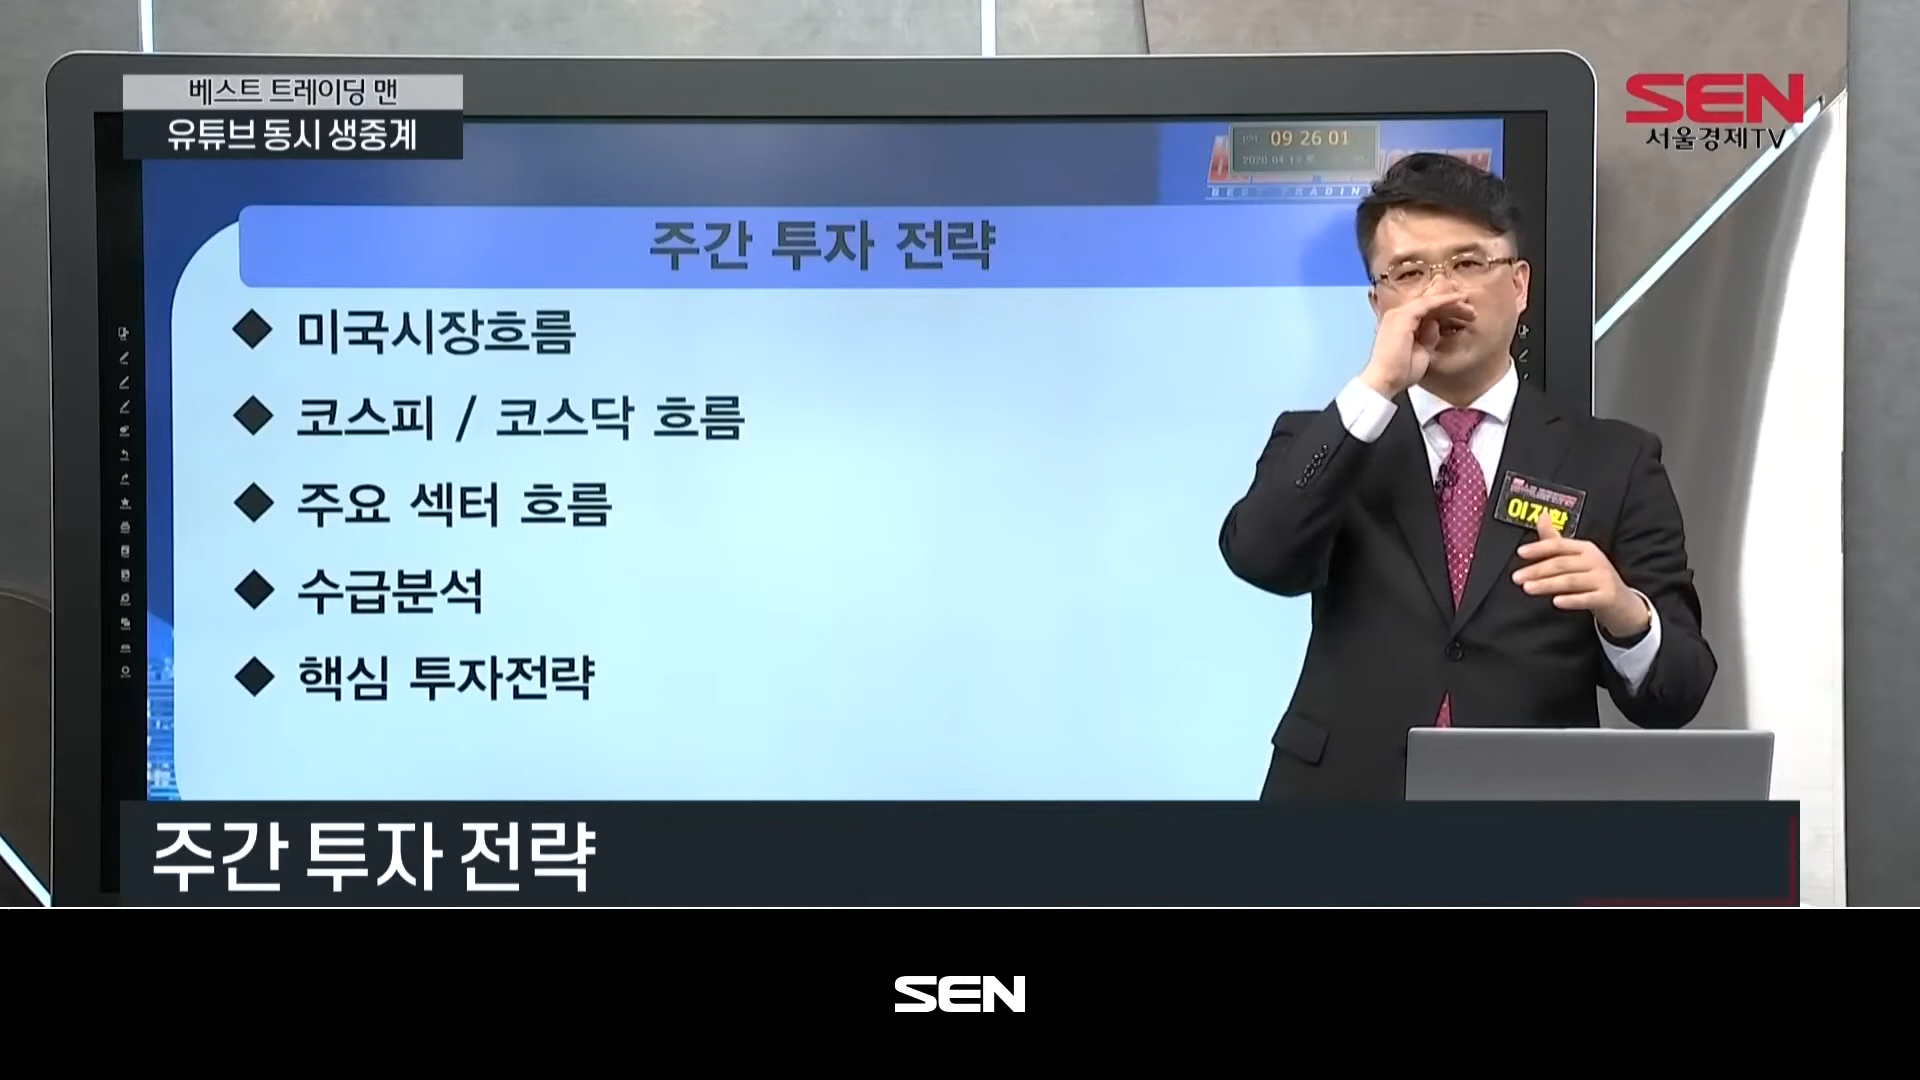 베스트 트레이딩 맨
유튜브 동시 생중계
SEN
서울경제TV
PM 09 26 01
주간 투자 전략
◆ 미국시장흐름
◆ 코스피 / 코스닥 흐름
◆ 주요 섹터 흐름
◆ 수급분석
◆ 핵심 투자전략
주간 투자 전략
SEN